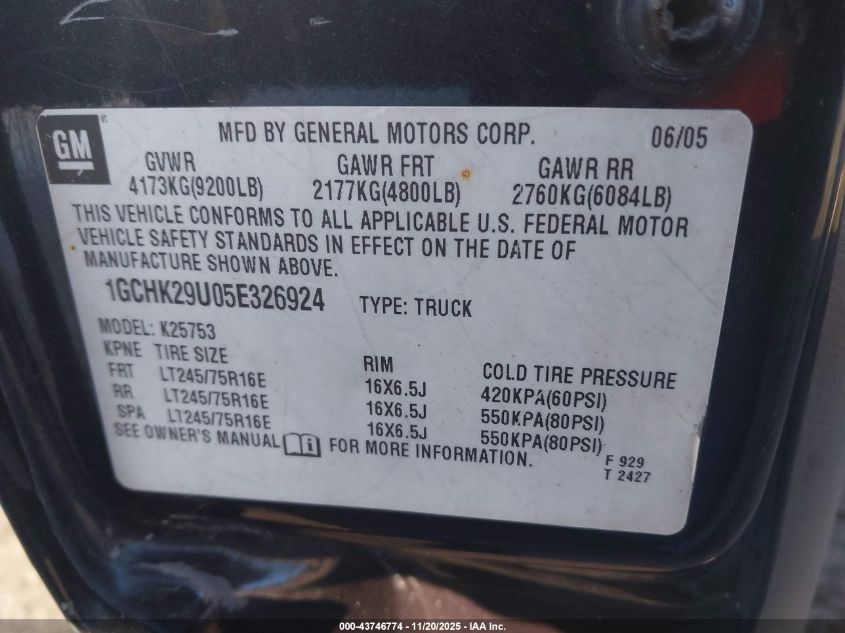 GM
MFD BY GENERAL MOTORS CORP. 06/05
GVWR GAWR FRT GAWR RR
4173KG(9200LB) 2177KG(4800LB) 2760KG(6084LB)
THIS VEHICLE CONFORMS TO ALL APPLICABLE U.S. FEDERAL MOTOR
VEHICLE SAFETY STANDARDS IN EFFECT ON THE DATE OF
MANUFACTURE SHOWN ABOVE.
1GCHK29U05E326924 TYPE: TRUCK
MODEL: K25753
KPNE TIRE SIZE RIM COLD TIRE PRESSURE
FRT LT245/75R16E 16X6.5J 420KPA(60PSI)
RR LT245/75R16E 16X6.5J 550KPA(80PSI)
SPA LT245/75R16E 16X6.5J 550KPA(80PSI)
SEE OWNER'S MANUAL FOR MORE INFORMATION.
F 929
T 2427
000-43746774 - 11/20/2025 - IAA Inc.